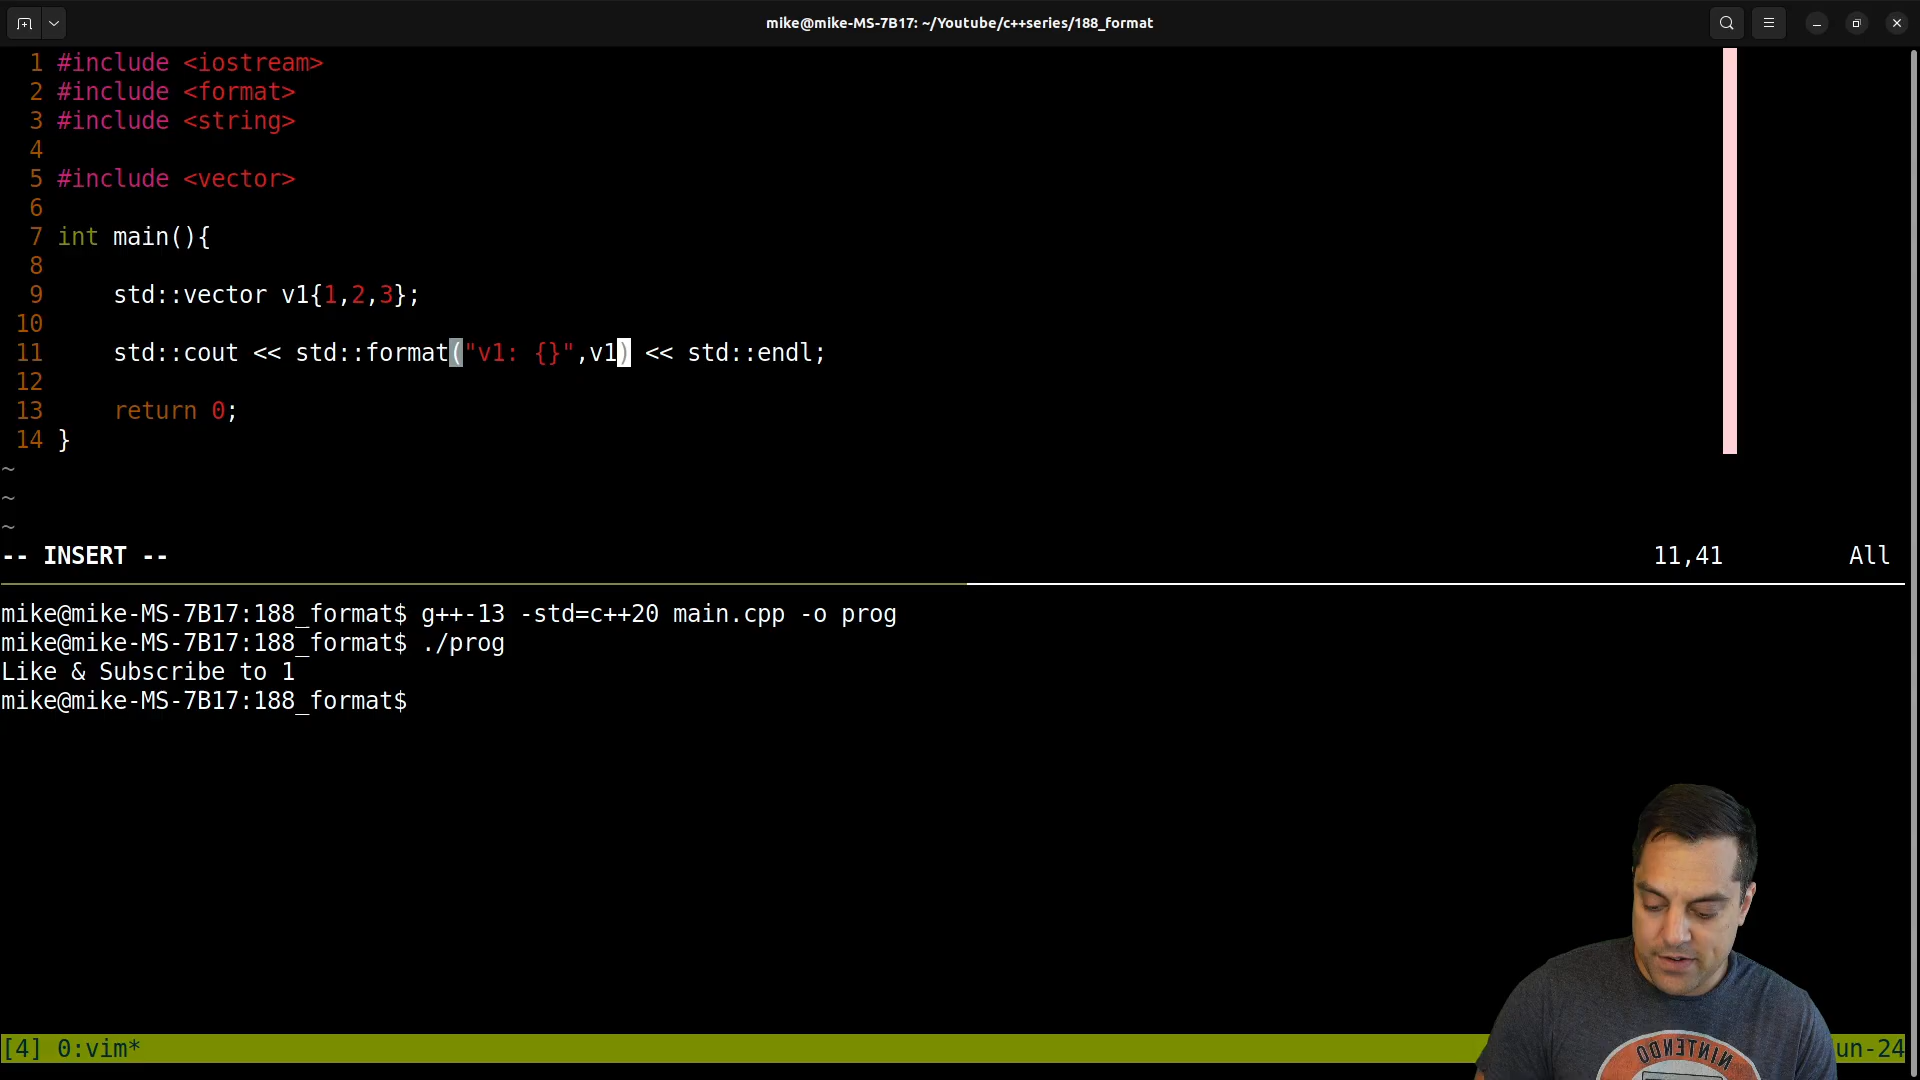 mike@mike-MS-7B17: ~/Youtube/c++series/188_format
1 #include <iostream>
2 #include <format>
3 #include <string>
4
5 #include <vector>
6
7 int main(){
8
9     std::vector v1{1,2,3};
10
11     std::cout << std::format("v1: {}",v1) << std::endl;
12
13     return 0;
14 }
~
~
~
-- INSERT -- 11,41 All
mike@mike-MS-7B17:188_format$ g++-13 -std=c++20 main.cpp -o prog
mike@mike-MS-7B17:188_format$ ./prog
Like & Subscribe to 1
mike@mike-MS-7B17:188_format$
NINTENDO
[4] 0:vim* un-24